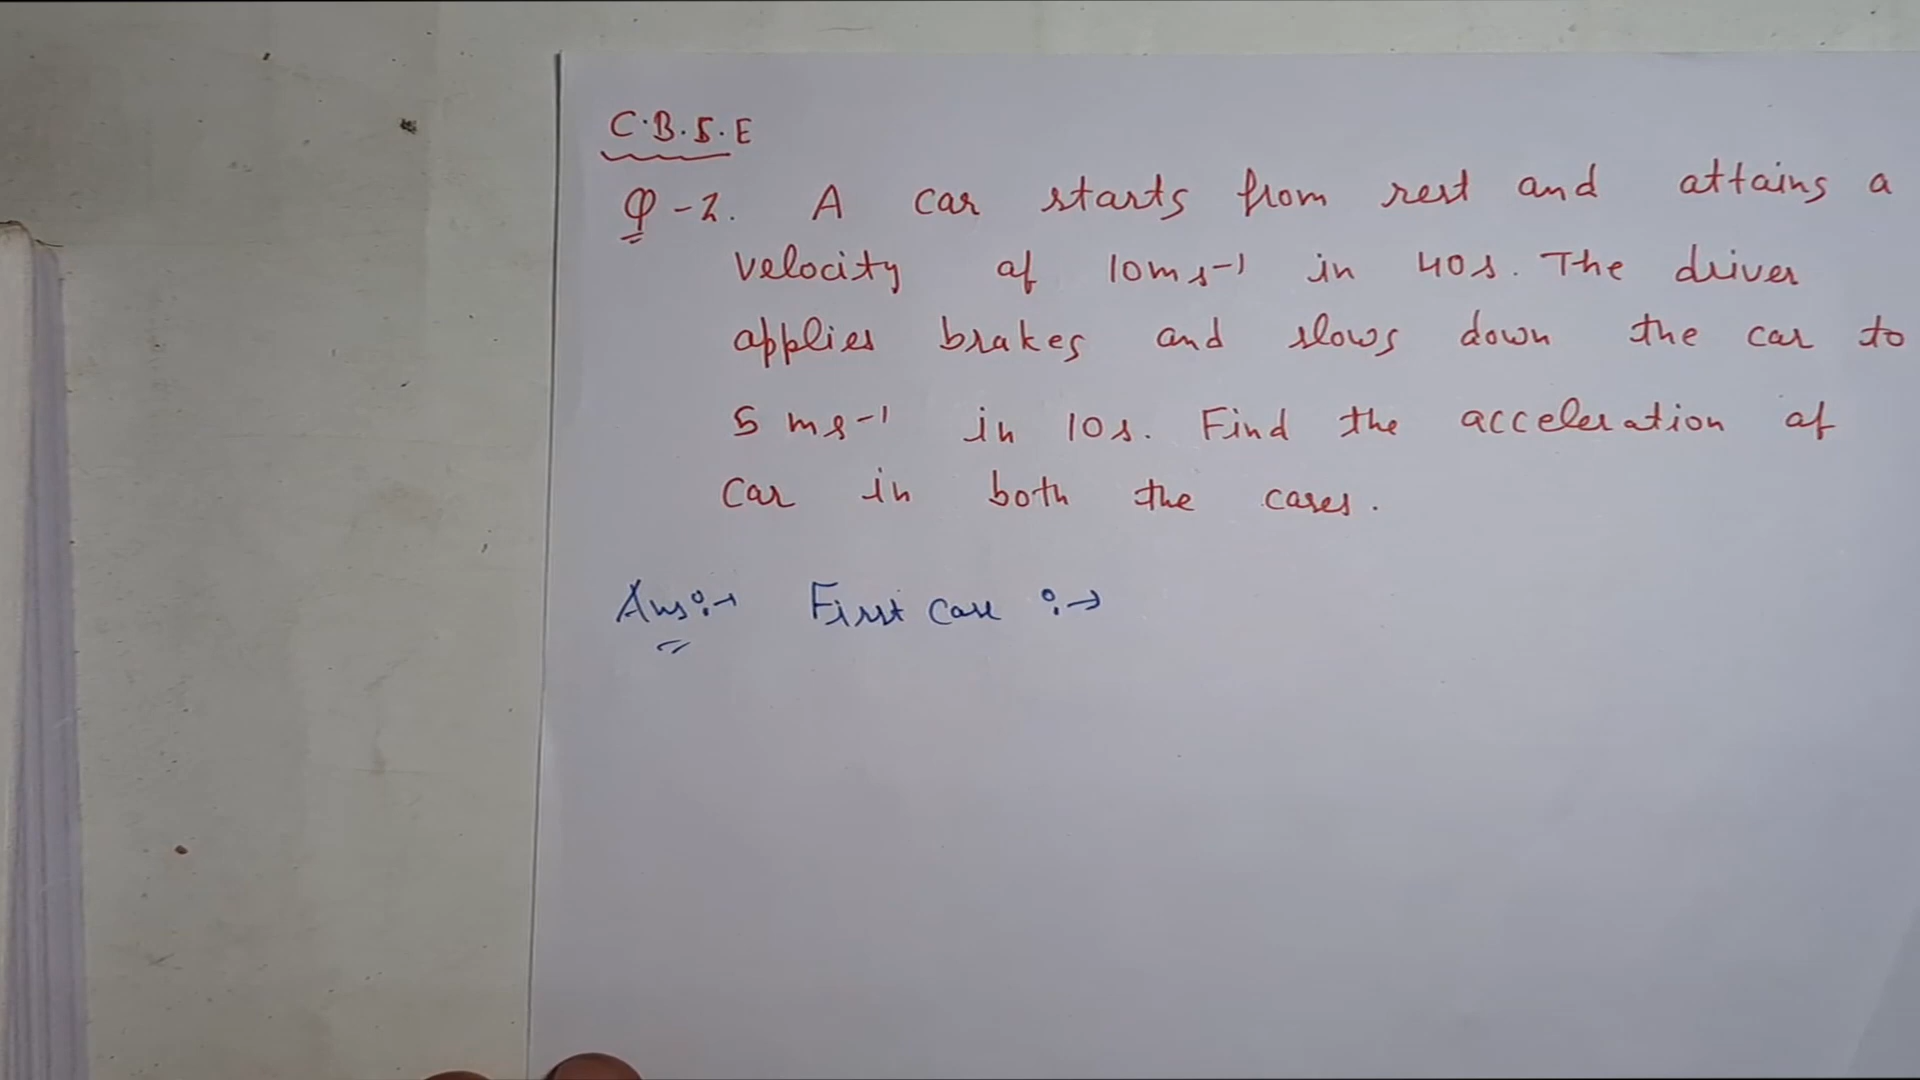 C.B.S.E
Q-2. A car starts from rest and attains a
velocity of 10ms-1 in 40s. The driver
applies brakes and slows down the car to
5 ms-1 in 10s. Find the acceleration of
car in both the cases.
Ans:→ First case :→